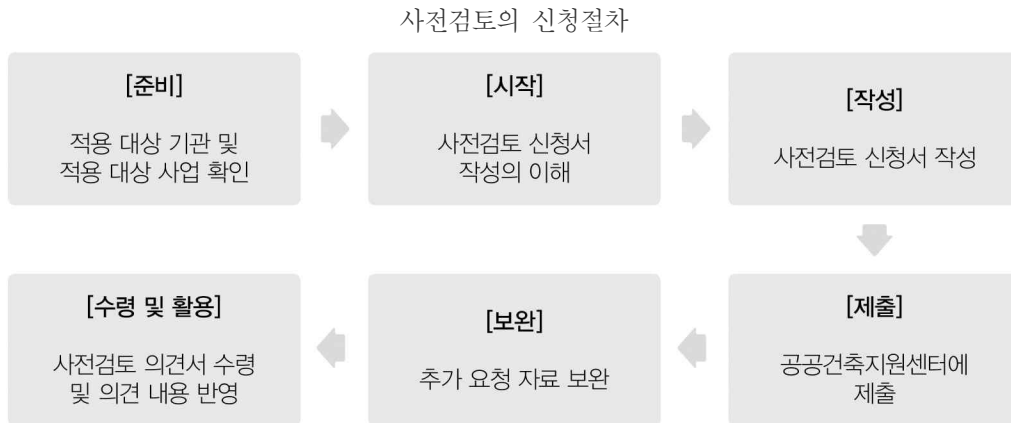 사전검토의 신청절차
[준비]
적용 대상 기관 및
적용 대상 사업 확인
[시작]
사전검토 신청서
작성의 이해
[작성]
사전검토 신청서 작성
[제출]
공공건축지원센터에
제출
[보완]
추가 요청 자료 보완
[수령 및 활용]
사전검토 의견서 수령
및 의견 내용 반영